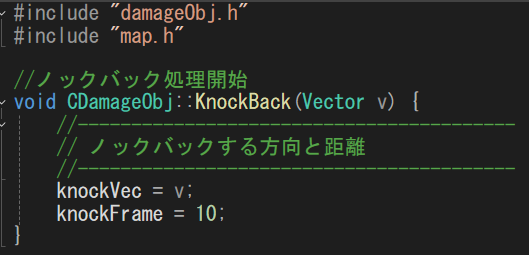 #include "damageObj.h"
#include "map.h"
//ノックバック処理開始
void CDamageObj::KnockBack(Vector v) {
//-----------------------------------------
// ノックバックする方向と距離
//-----------------------------------------
knockVec = v;
knockFrame = 10;
}